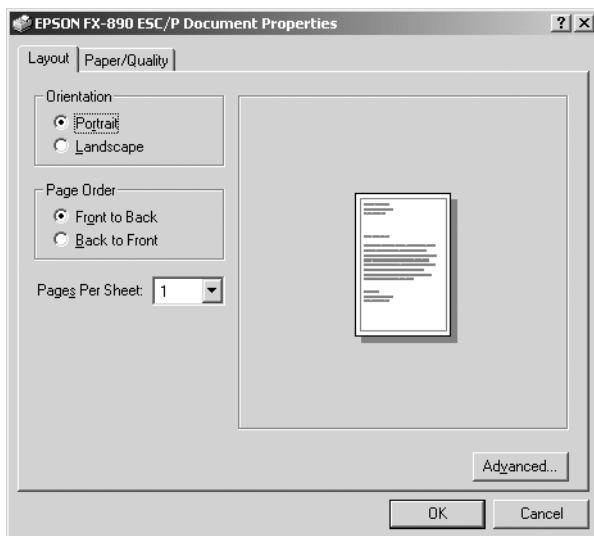 EPSON FX-890 ESC/P Document Properties
Layout
Paper/Quality
Orientation
Portrait
Landscape
Page Order
Front to Back
Back to Front
Pages Per Sheet: 1
Advanced...
OK
Cancel